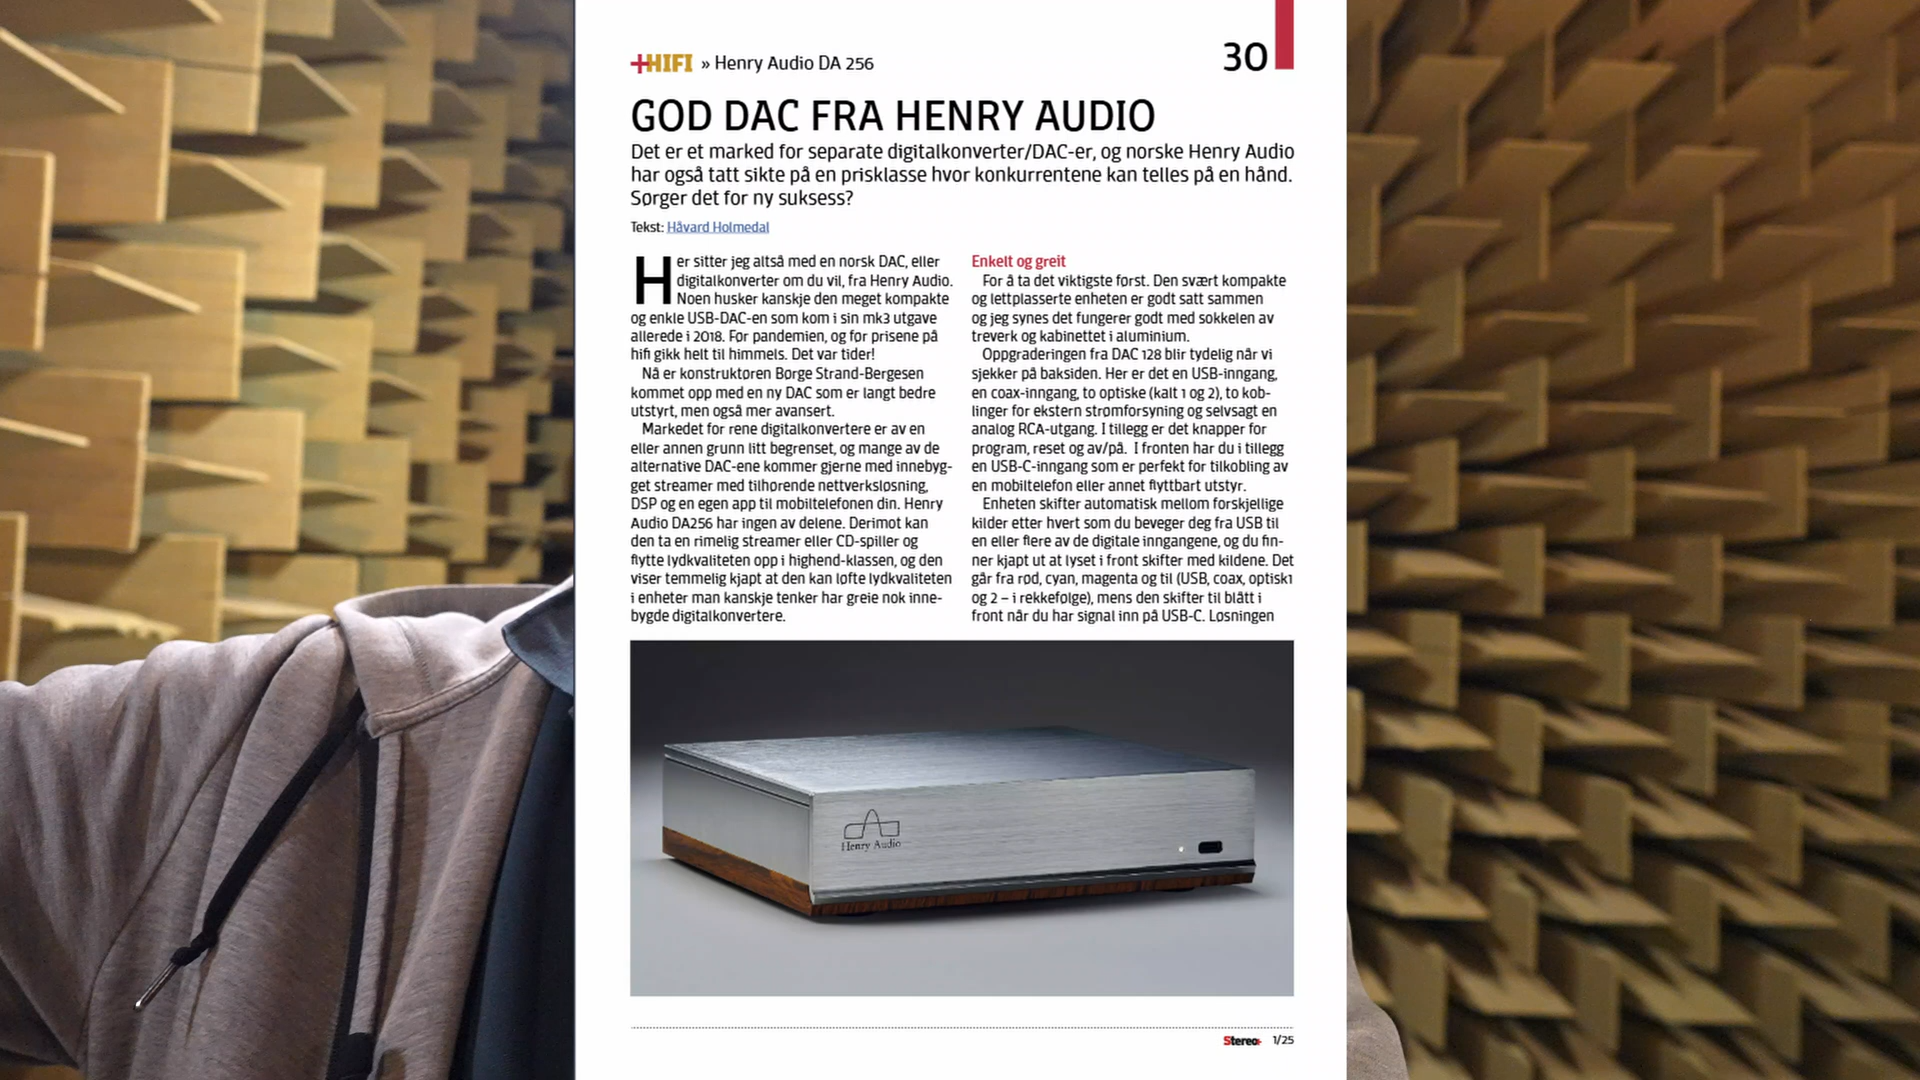 +HIFI » Henry Audio DA 256
30
GOD DAC FRA HENRY AUDIO
Det er et marked for separate digitalkonverter/DAC-er, og norske Henry Audio
har også tatt sikte på en prisklasse hvor konkurrentene kan telles på en hånd.
Sørger det for ny suksess?
Tekst: Håvard Holmedal
Her sitter jeg altså med en norsk DAC, eller
digitalkonverter om du vil, fra Henry Audio.
Noen husker kanskje den meget kompakte
og enkle USB-DAC-en som kom i sin mk3 utgave
allerede i 2018. Før pandemien, og før prisene på
hifi gikk helt til himmels. Det var tider!
Nå er konstruktøren Børge Strand-Bergesen
kommet opp med en ny DAC som er langt bedre
utstyrt, men også mer avansert.
Markedet for rene digitalkonvertere er av en
eller annen grunn litt begrenset, og mange av de
alternative DAC-ene kommer gjerne med innebyg-
get streamer med tilhørende nettverksløsning,
DSP og en egen app til mobiltelefonen din. Henry
Audio DA256 har ingen av delene. Derimot kan
den ta en rimelig streamer eller CD-spiller og
flytte lydkvaliteten opp i highend-klassen, og den
viser temmelig kjapt at den kan løfte lydkvaliteten
i enheter man kanskje tenker har greie nok inne-
bygde digitalkonvertere.
Enkelt og greit
For å ta det viktigste først. Den svært kompakte
og lettplasserte enheten er godt satt sammen
og jeg synes det fungerer godt med sokkelen av
treverk og kabinettet i aluminium.
Oppgraderingen fra DAC 128 blir tydelig når vi
sjekker på baksiden. Her er det en USB-inngang,
en coax-inngang, to optiske (kalt 1 og 2), to kob-
linger for ekstern strømforsyning og selvsagt en
analog RCA-utgang. I tillegg er det knapper for
program, reset og av/på. I fronten har du i tillegg
en USB-C-inngang som er perfekt for tilkobling av
en mobiltelefon eller annet flyttbart utstyr.
Enheten skifter automatisk mellom forskjellige
kilder etter hvert som du beveger deg fra USB til
en eller flere av de digitale inngangene, og du fin-
ner kjapt ut at lyset i front skifter med kildene. Det
går fra rød, cyan, magenta og til (USB, coax, optisk1
og 2 – i rekkefølge), mens den skifter til blått i
front når du har signal inn på USB-C. Løsningen
Henry Audio
Stereo+ 1/25